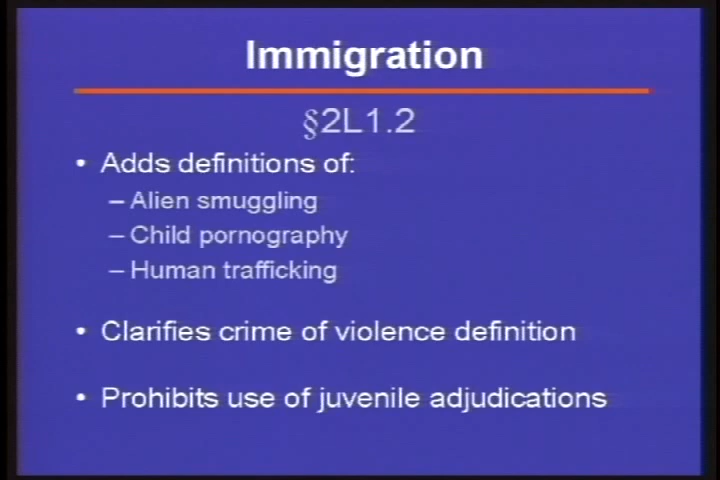 Immigration
§2L1.2
• Adds definitions of:
– Alien smuggling
– Child pornography
– Human trafficking
• Clarifies crime of violence definition
• Prohibits use of juvenile adjudications